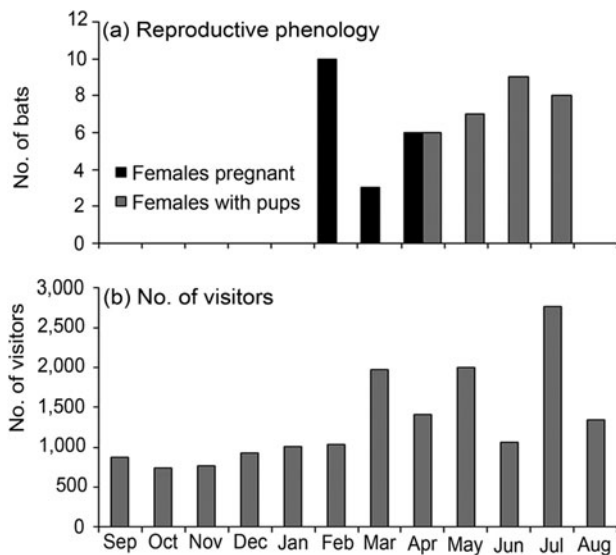 (a) Reproductive phenology
No. of bats
12
10
8
6
4
2
0
Females pregnant
Females with pups
(b) No. of visitors
No. of visitors
3,000
2,500
2,000
1,500
1,000
500
0
Sep Oct Nov Dec Jan Feb Mar Apr May Jun Jul Aug